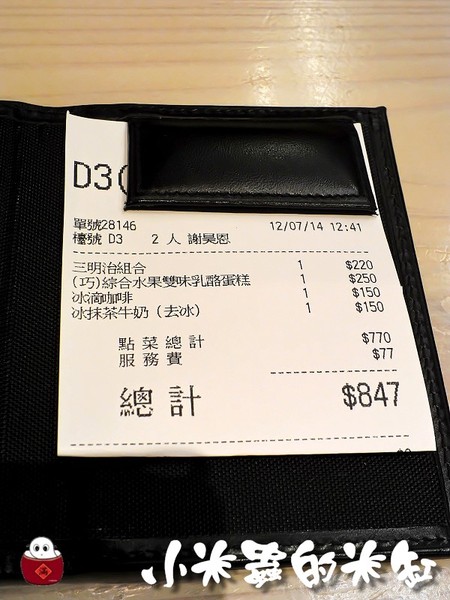 D3(
單號28146 12/07/14 12:41
檯號 D3 2 人 謝昊恩
三明治組合 1 $220
(巧)綜合水果雙味乳酪蛋糕 1 $250
冰滴咖啡 1 $150
冰抹茶牛奶(去冰) 1 $150
點菜總計 $770
服務費 $77
總計 $847
小米蟲的米缸